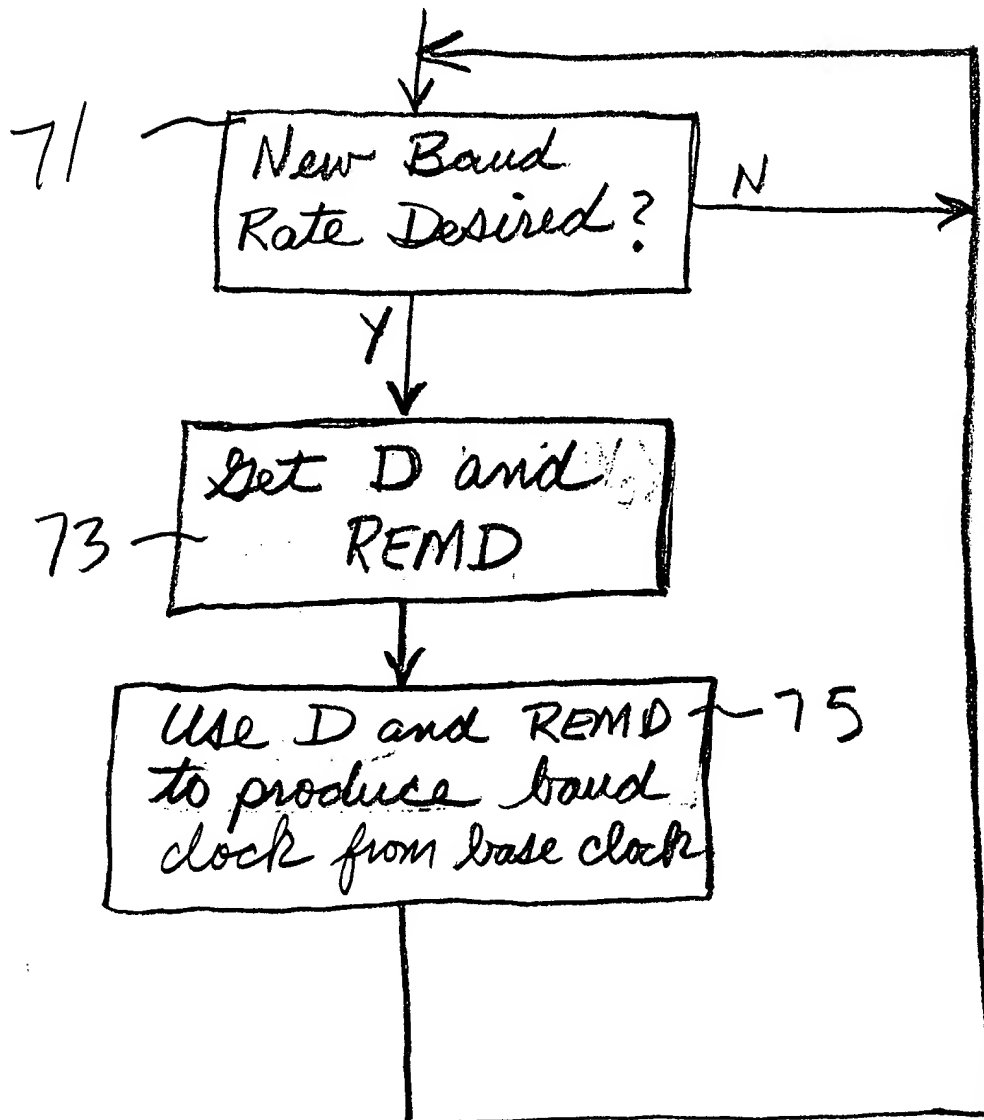 71
New Baud
Rate Desired?
N
Y
Get D and
REMD
73
Use D and REMD
75
to produce baud
clock from base clock